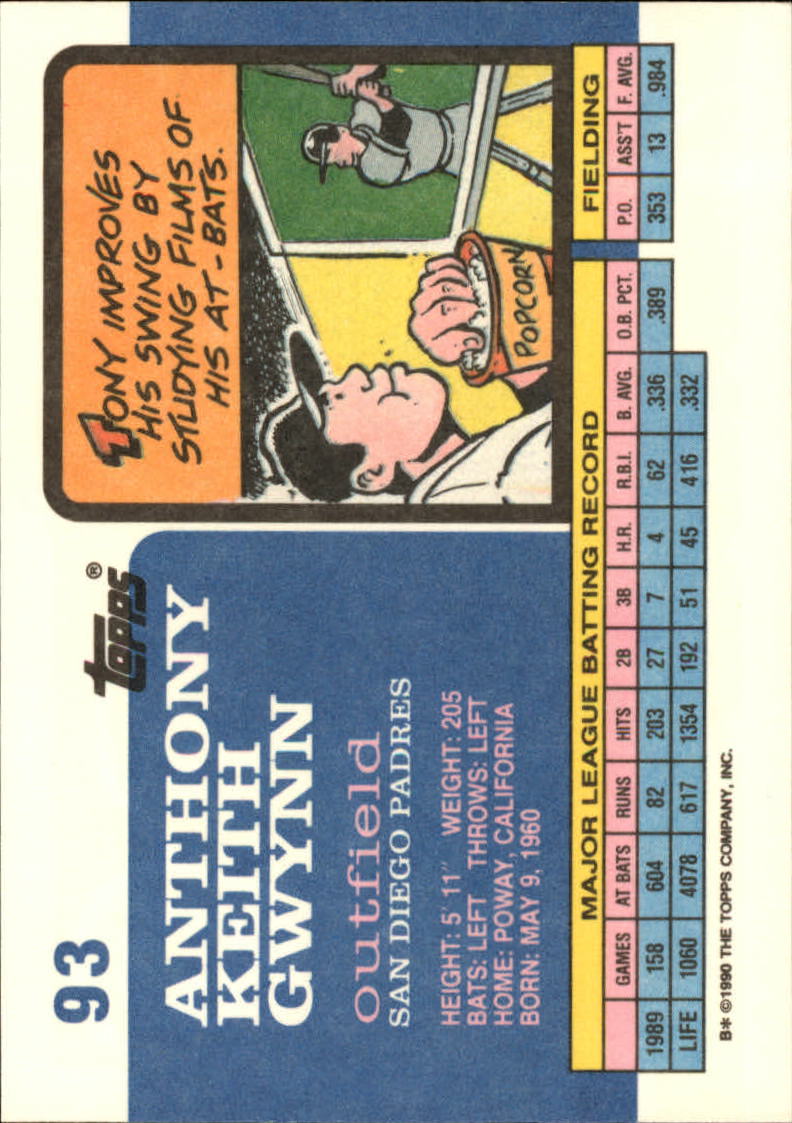 93
topps®
ANTHONY
KEITH
GWYNN
outfield
SAN DIEGO PADRES
HEIGHT: 5' 11" WEIGHT: 205
BATS: LEFT THROWS: LEFT
HOME: POWAY, CALIFORNIA
BORN: MAY 9, 1960
TONY IMPROVES
HIS SWING BY
STUDYING FILMS OF
HIS AT-BATS.
POPCORN
MAJOR LEAGUE BATTING RECORD FIELDING
GAMES AT BATS RUNS HITS 2B 3B H.R. R.B.I. B. AVG. O.B. PCT. P.O. ASS'T F. AVG.
1989 158 604 82 203 27 7 4 62 .336 .389 353 13 .984
LIFE 1060 4078 617 1354 192 51 45 416 .332
B* ©1990 THE TOPPS COMPANY, INC.